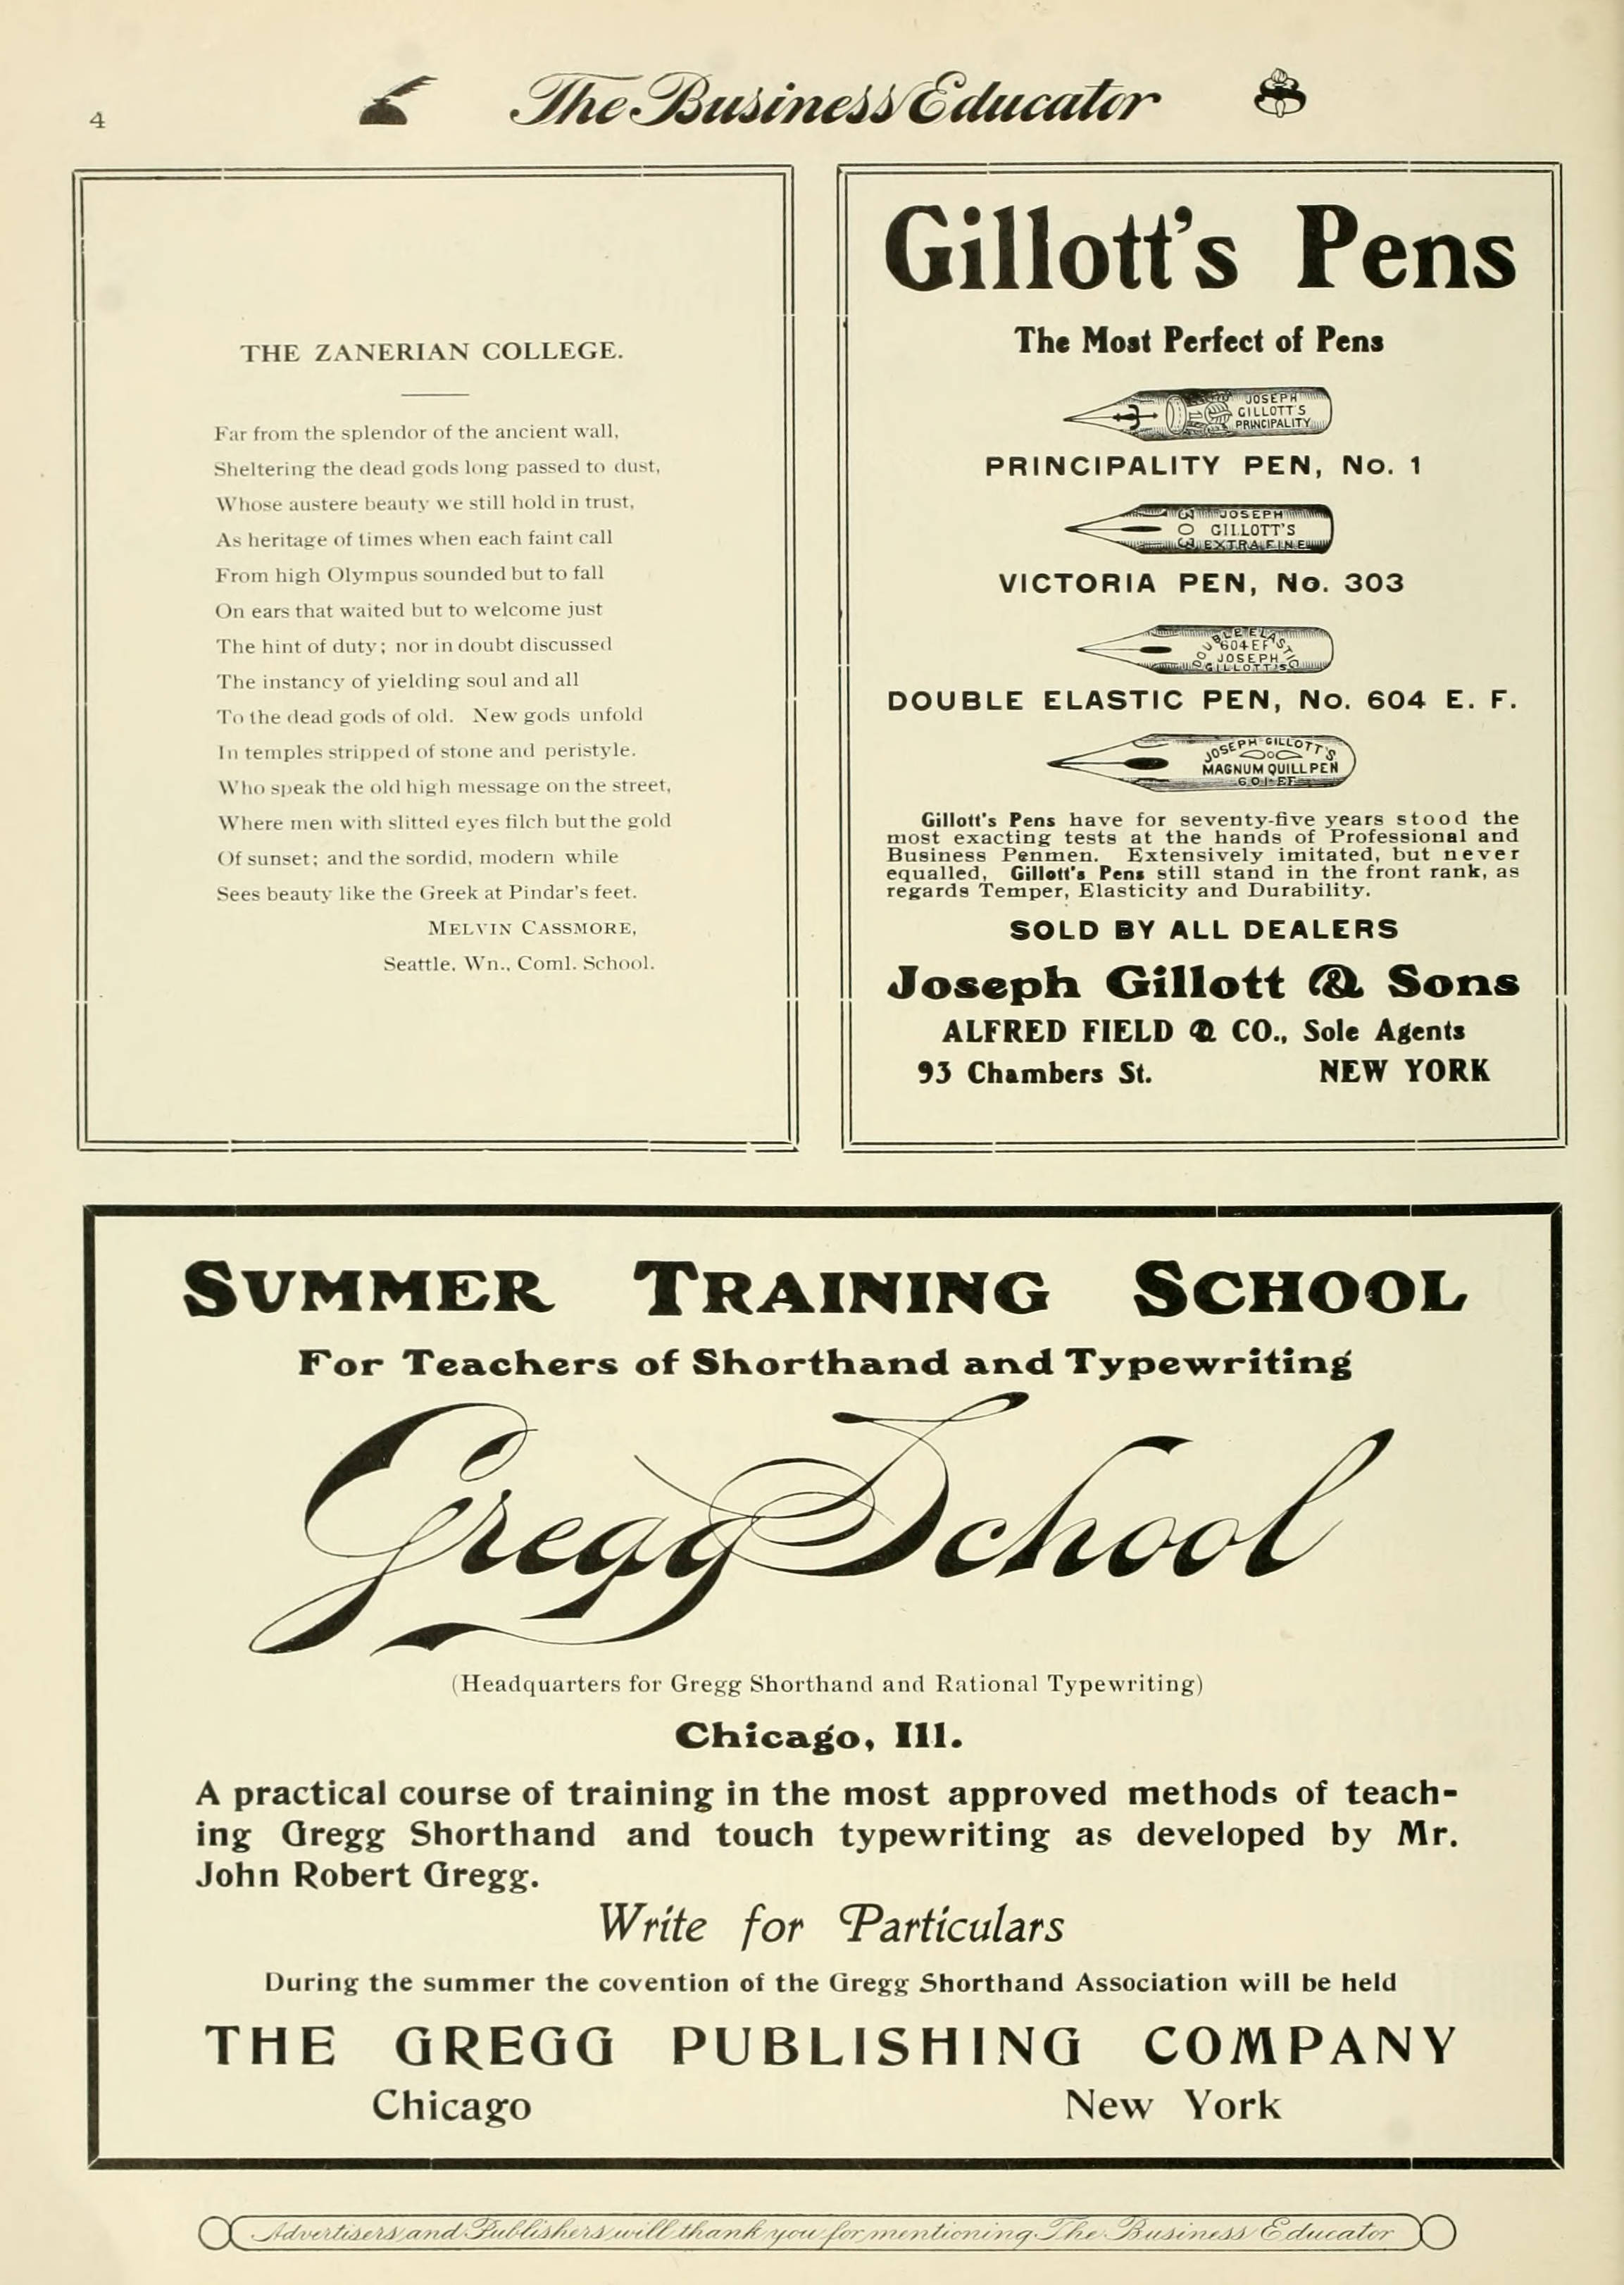 4
The Business Educator
THE ZANERIAN COLLEGE.
Far from the splendor of the ancient wall,
Sheltering the dead gods long passed to dust,
Whose austere beauty we still hold in trust,
As heritage of times when each faint call
From high Olympus sounded but to fall
On ears that waited but to welcome just
The hint of duty; nor in doubt discussed
The instancy of yielding soul and all
To the dead gods of old. New gods unfold
In temples stripped of stone and peristyle.
Who speak the old high message on the street,
Where men with slitted eyes filch but the gold
Of sunset; and the sordid, modern while
Sees beauty like the Greek at Pindar's feet.
MELVIN CASSMORE,
Seattle, Wn., Coml. School.
Gillott's Pens
The Most Perfect of Pens
JOSEPH
GILLOTT'S
PRINCIPALITY
1
PRINCIPALITY PEN, No. 1
303
JOSEPH
GILLOTT'S
EXTRA FINE
VICTORIA PEN, No. 303
DOUBLE ELASTIC
604 EF
JOSEPH
GILLOTT'S
DOUBLE ELASTIC PEN, No. 604 E. F.
JOSEPH GILLOTT'S
MAGNUM QUILL PEN
601 EF
Gillott's Pens have for seventy-five years stood the
most exacting tests at the hands of Professional and
Business Penmen. Extensively imitated, but never
equalled, Gillott's Pens still stand in the front rank, as
regards Temper, Elasticity and Durability.
SOLD BY ALL DEALERS
Joseph Gillott & Sons
ALFRED FIELD & CO., Sole Agents
93 Chambers St. NEW YORK
SUMMER TRAINING SCHOOL
For Teachers of Shorthand and Typewriting
Gregg School
(Headquarters for Gregg Shorthand and Rational Typewriting)
Chicago, Ill.
A practical course of training in the most approved methods of teach-
ing Gregg Shorthand and touch typewriting as developed by Mr.
John Robert Gregg.
Write for Particulars
During the summer the covention of the Gregg Shorthand Association will be held
THE GREGG PUBLISHING COMPANY
Chicago New York
Advertisers and Publishers will thank you for mentioning The Business Educator